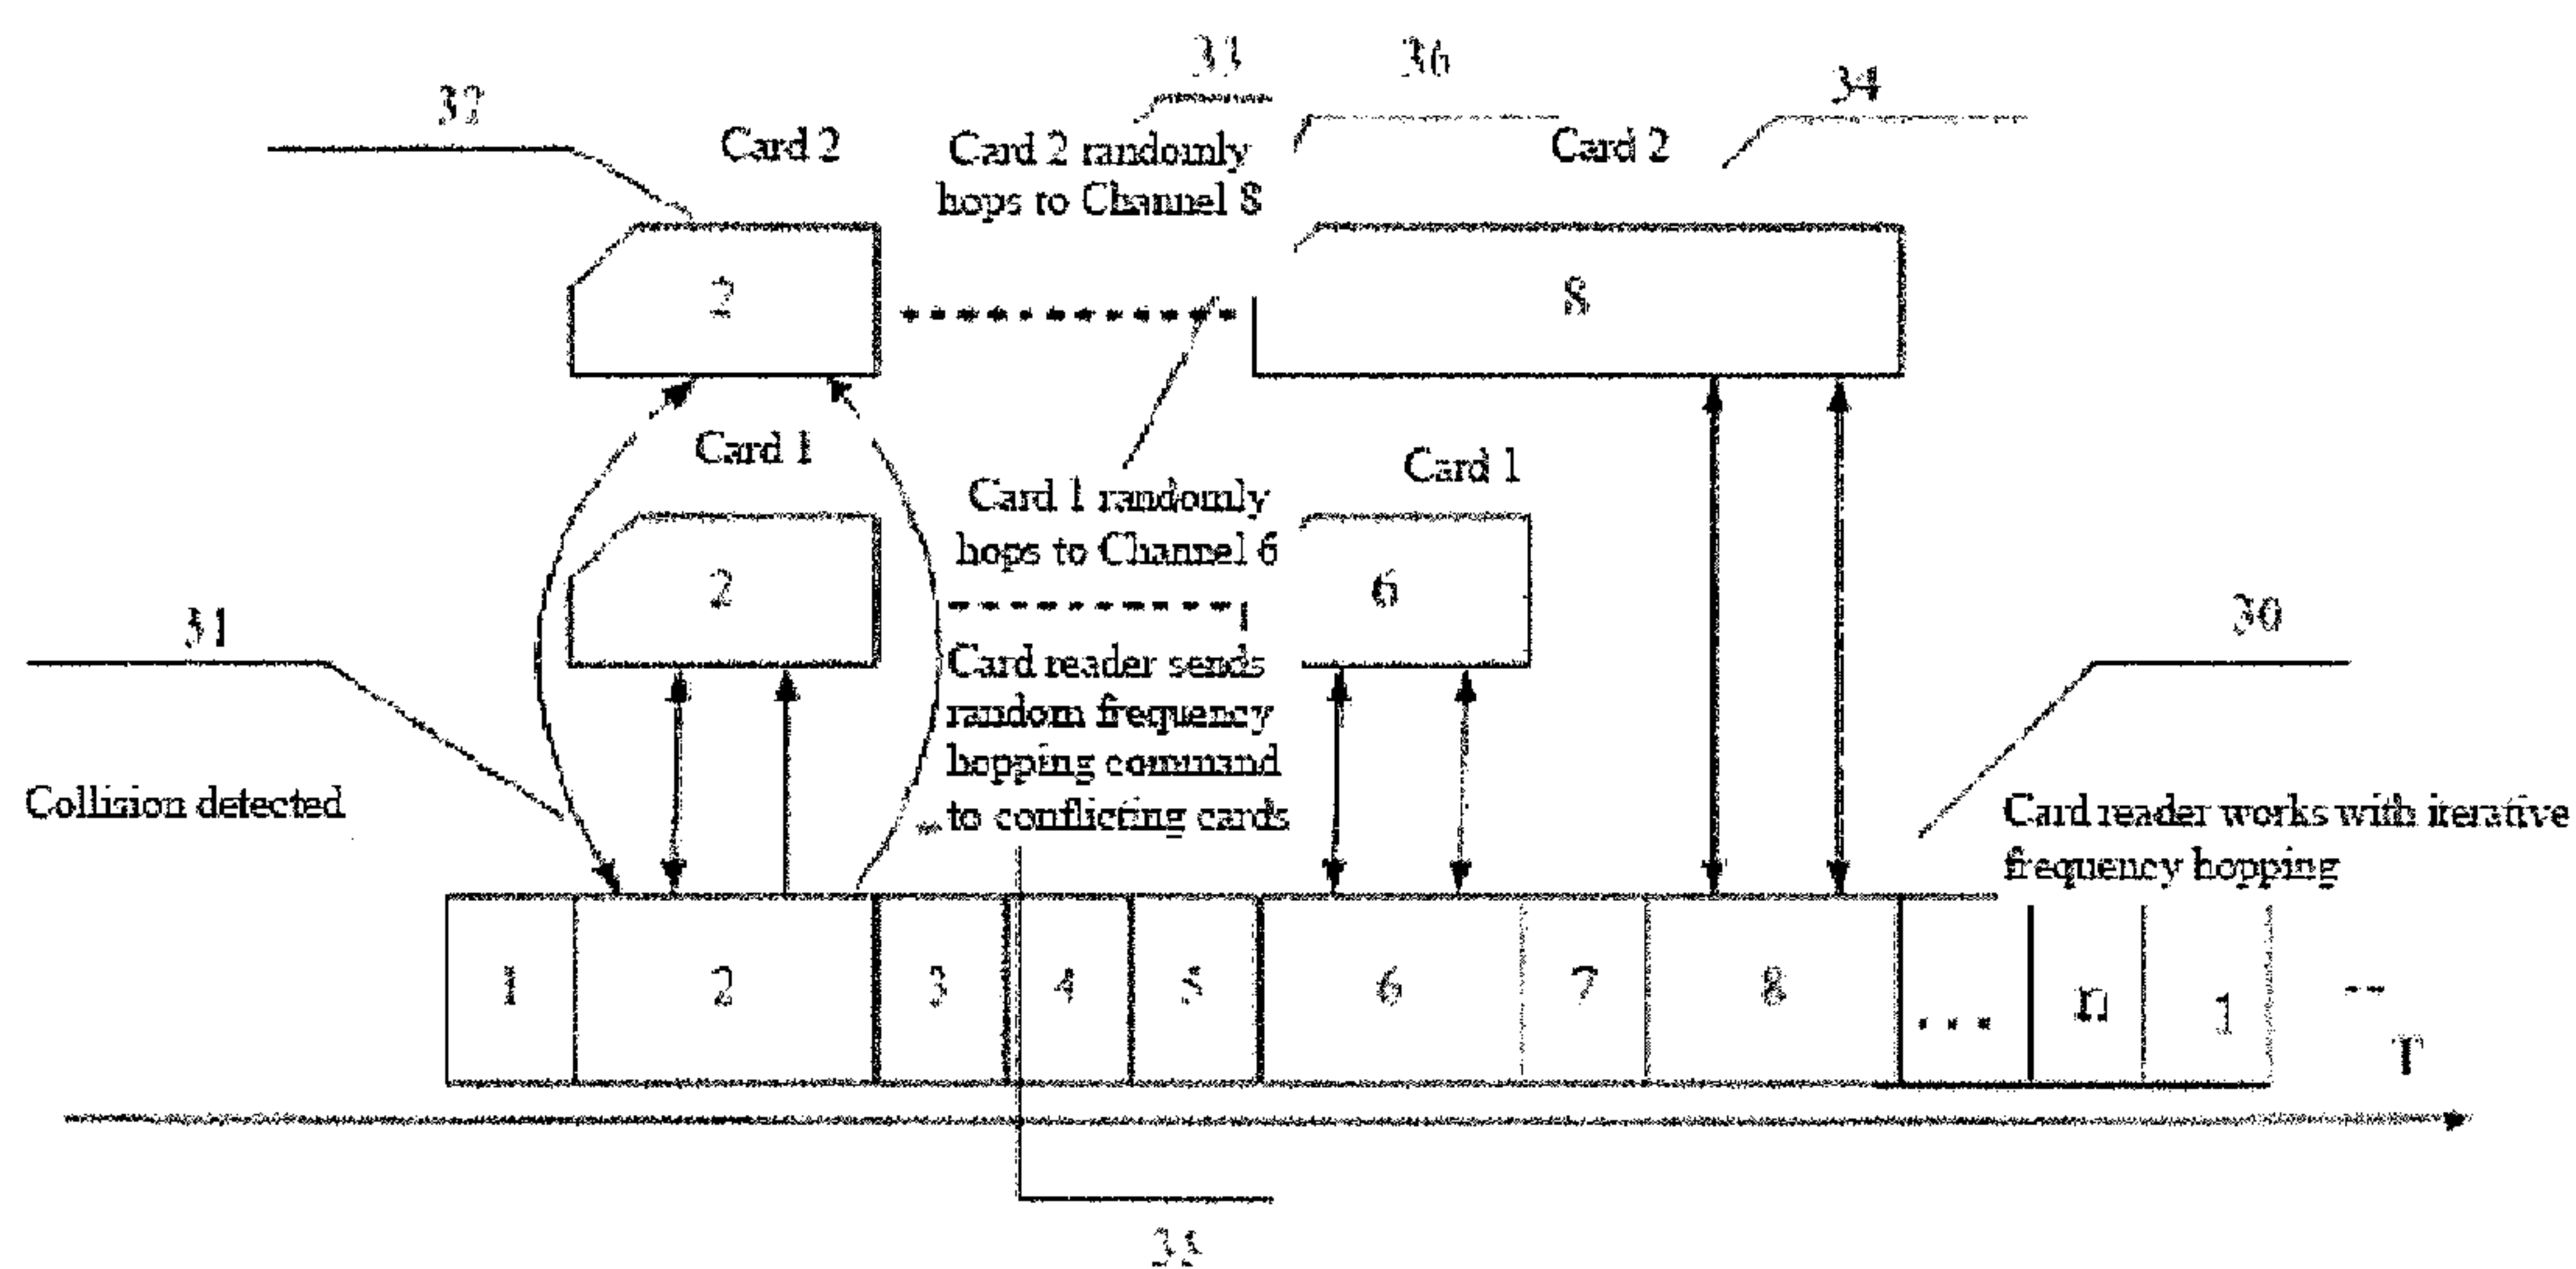 33
36
34
32
Card 2
Card 2 randomly
hops to Channel 8
Card 2
2
8
Card 1
Card 1 randomly
hops to Channel 6
Card 1
2
6
31
30
Card reader sends
random frequency
hopping command
to conflicting cards
Collision detected
Card reader works with iterative
frequency hopping
1
2
3
4
5
6
7
8
...
n
1
T
35